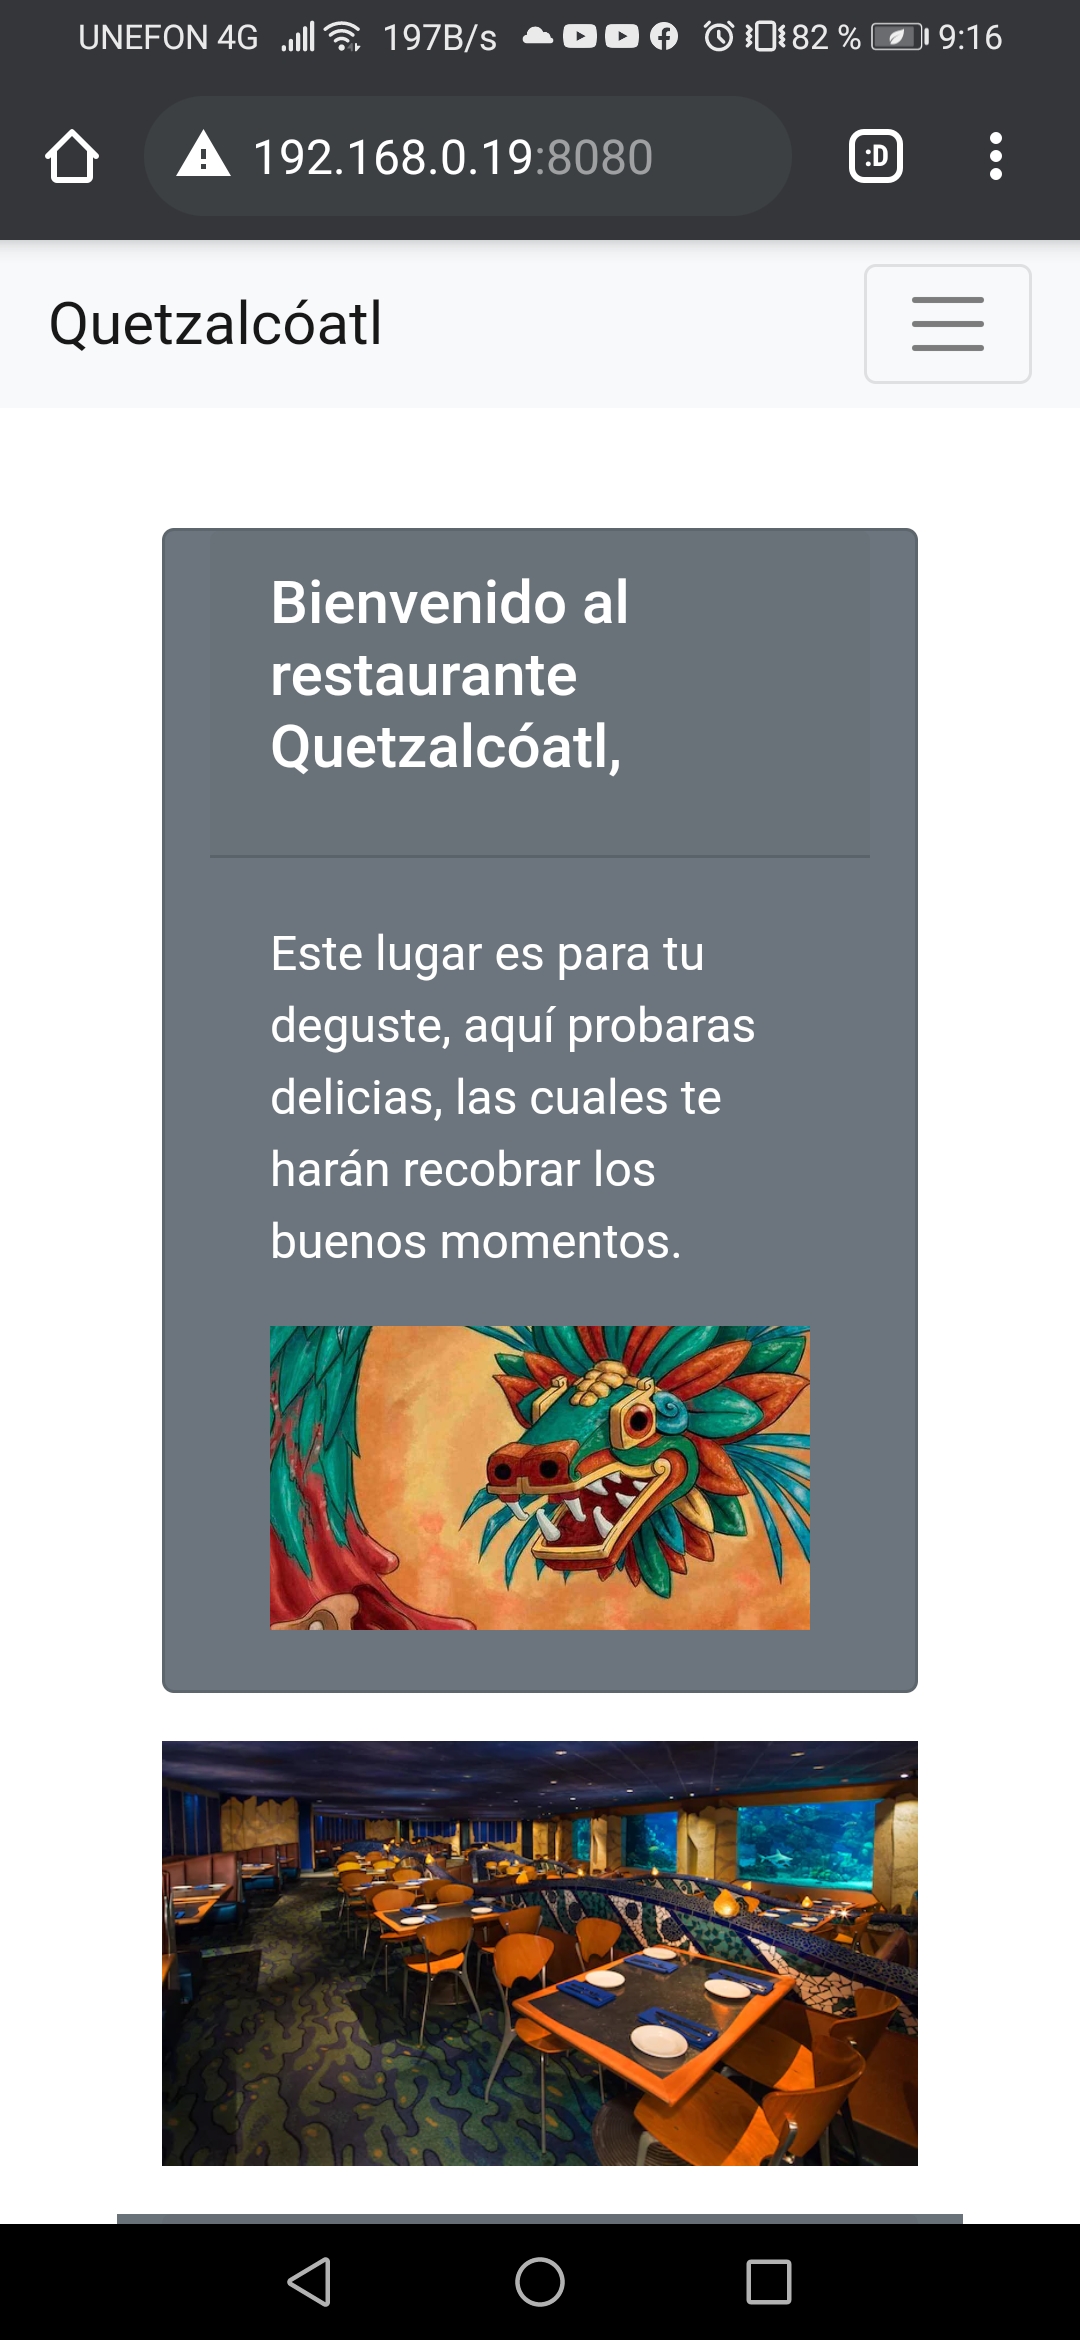 UNEFON 4G 197B/s 82 % 9:16
192.168.0.19:8080 :D
Quetzalcóatl
Bienvenido al
restaurante
Quetzalcóatl,
Este lugar es para tu
deguste, aquí probaras
delicias, las cuales te
harán recobrar los
buenos momentos.